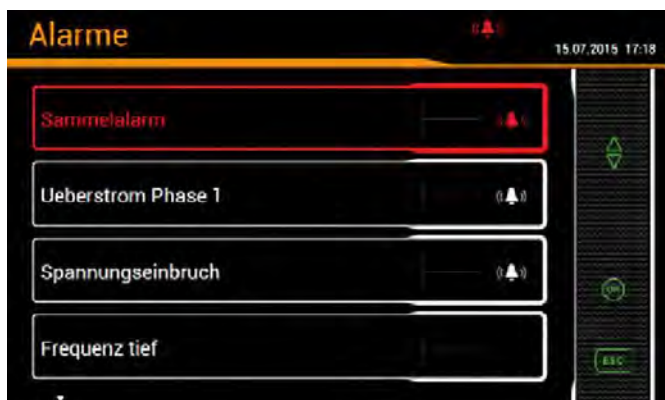 Alarme
15.07.2015 17:18
Sammelalarm
Ueberstrom Phase 1
Spannungseinbruch
Frequenz tief
ESC